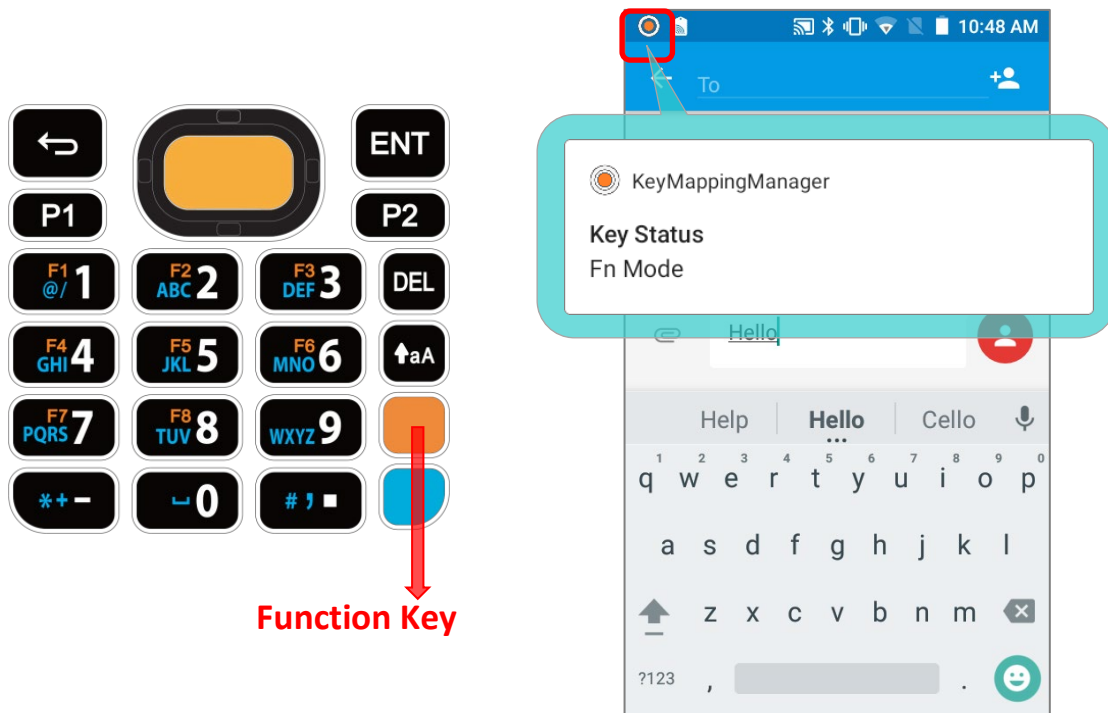 ENT
P1
P2
F1
@/ 1
F2
ABC 2
F3
DEF 3
DEL
F4
GHI 4
F5
JKL 5
F6
MNO 6
aA
F7
PQRS 7
F8
TUV 8
WXYZ 9
*+-
0
# ,
Function Key
10:48 AM
To
KeyMappingManager
Key Status
Fn Mode
Hello
Help Hello Cello
1 2 3 4 5 6 7 8 9 0
q w e r t y u i o p
a s d f g h j k l
z x c v b n m
?123 , .